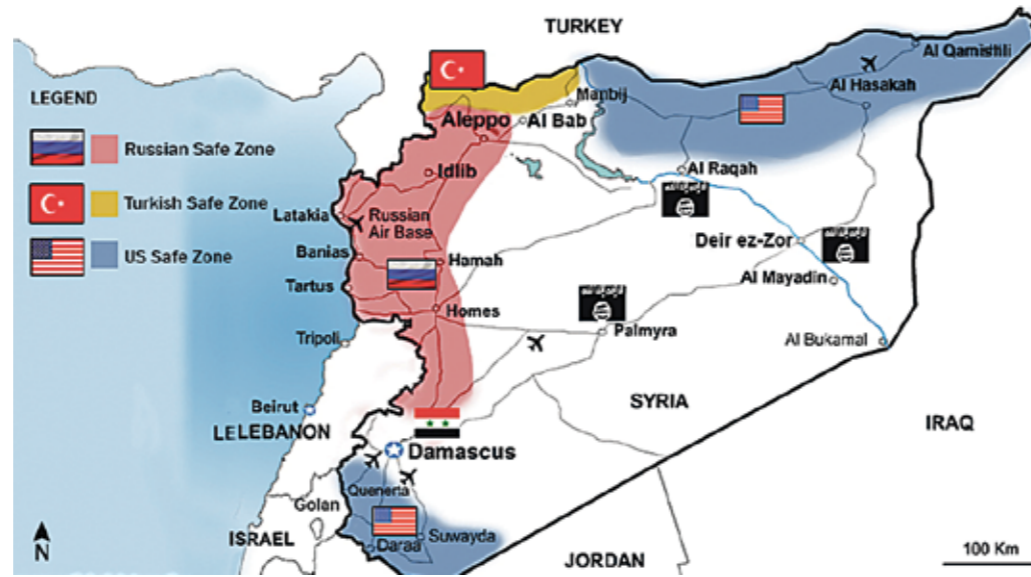 TURKEY
LEGEND
Russian Safe Zone
Turkish Safe Zone
US Safe Zone
Al Qamishli
Al Hasakah
Manbij
Al Bab
Aleppo
Idlib
Al Raqah
Latakia
Russian
Air Base
Banias
Hamah
Deir ez-Zor
Tartus
Al Mayadin
Homes
Tripoli
Palmyra
Al Bukamal
Beirut
LELEBANON
SYRIA
IRAQ
Damascus
Queneria
Golan
ISRAEL
Daraa
Suwayda
JORDAN
N
100 Km